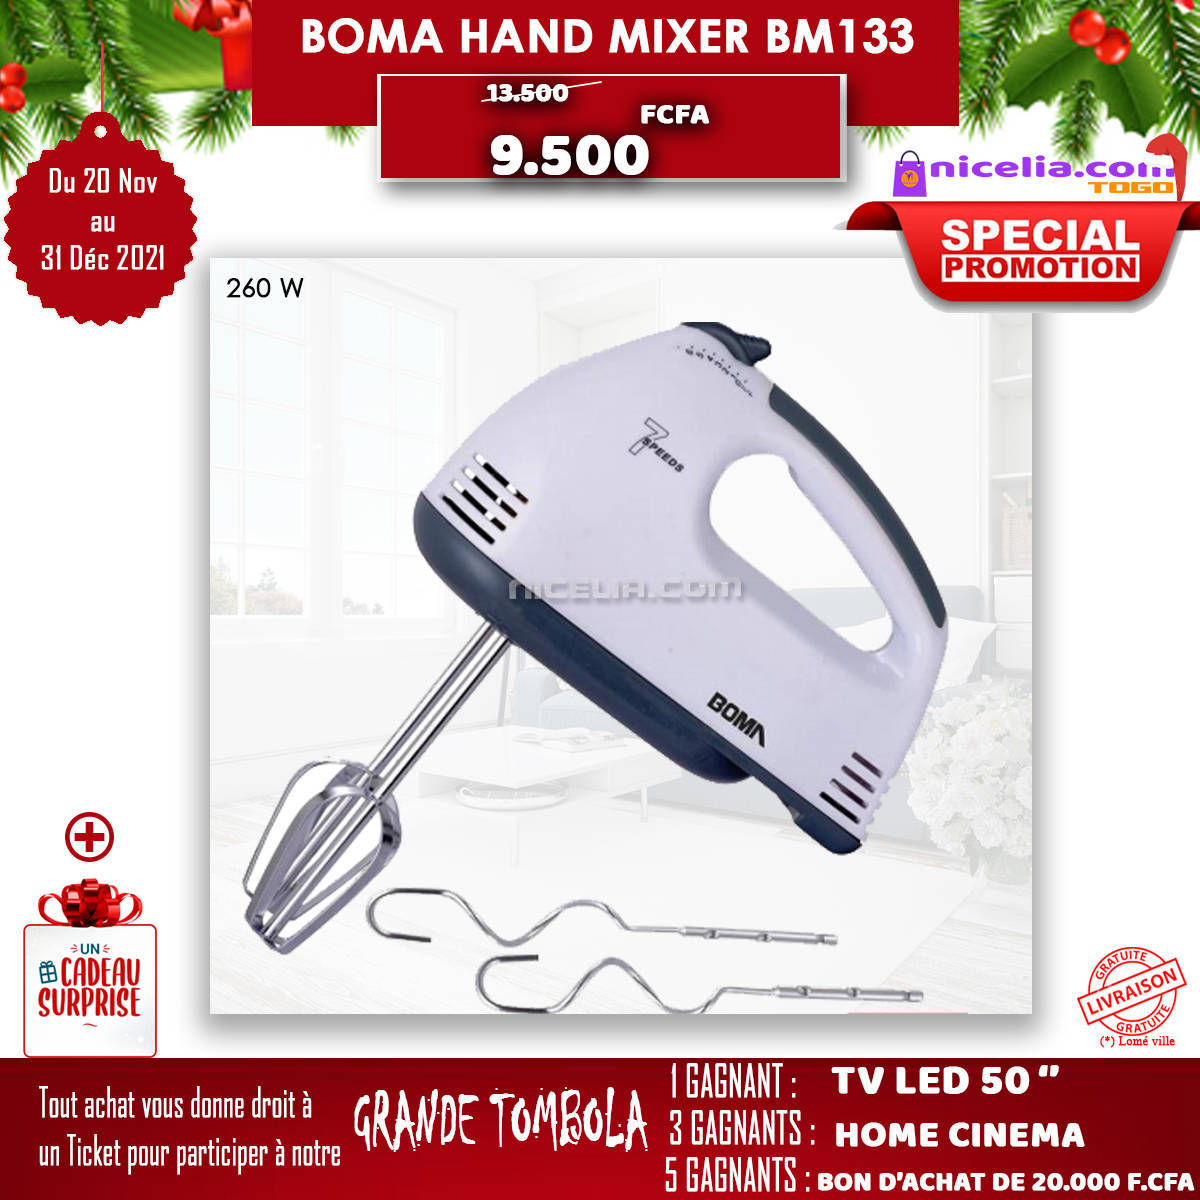 BOMA HAND MIXER BM133
13.500
FCFA
9.500
Du 20 Nov
au
31 Déc 2021
nicelia.com
TOGO
SPECIAL
PROMOTION
260 W
7
SPEEDS
NICELIA.COM
BOMA
UN
CADEAU
SURPRISE
GRATUITE
LIVRAISON
GRATUITE
(*) Lomé ville
Tout achat vous donne droit à
un Ticket pour participer à notre
GRANDE TOMBOLA
1 GAGNANT : TV LED 50 ”
3 GAGNANTS : HOME CINEMA
5 GAGNANTS : BON D’ACHAT DE 20.000 F.CFA